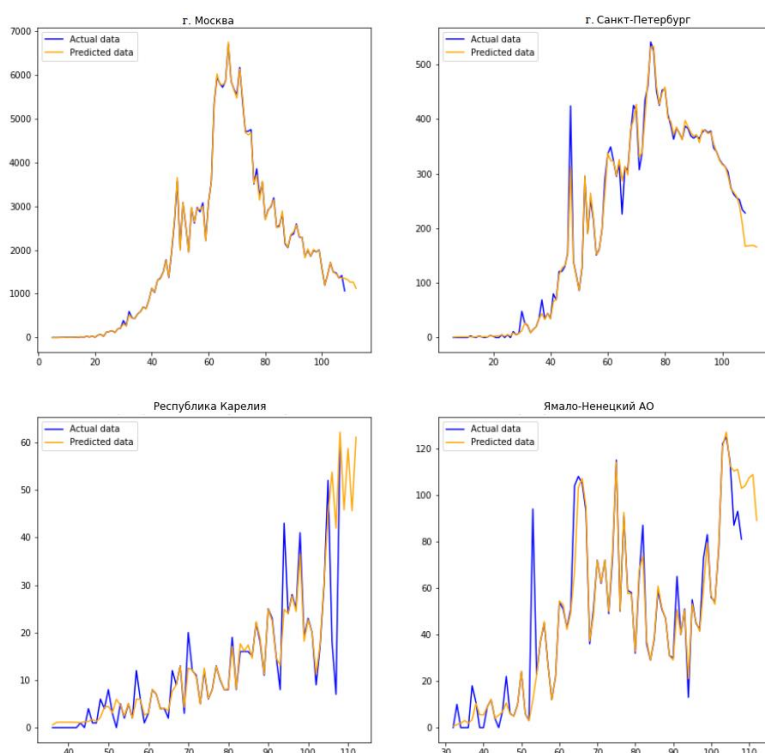 г. Москва
Actual data
Predicted data
7000
6000
5000
4000
3000
2000
1000
0
0 20 40 60 80 100
г. Санкт-Петербург
Actual data
Predicted data
500
400
300
200
100
0
20 40 60 80 100
Республика Карелия
Actual data
Predicted data
60
50
40
30
20
10
0
40 50 60 70 80 90 100 110
Ямало-Ненецкий АО
Actual data
Predicted data
120
100
80
60
40
20
0
30 40 50 60 70 80 90 100 110